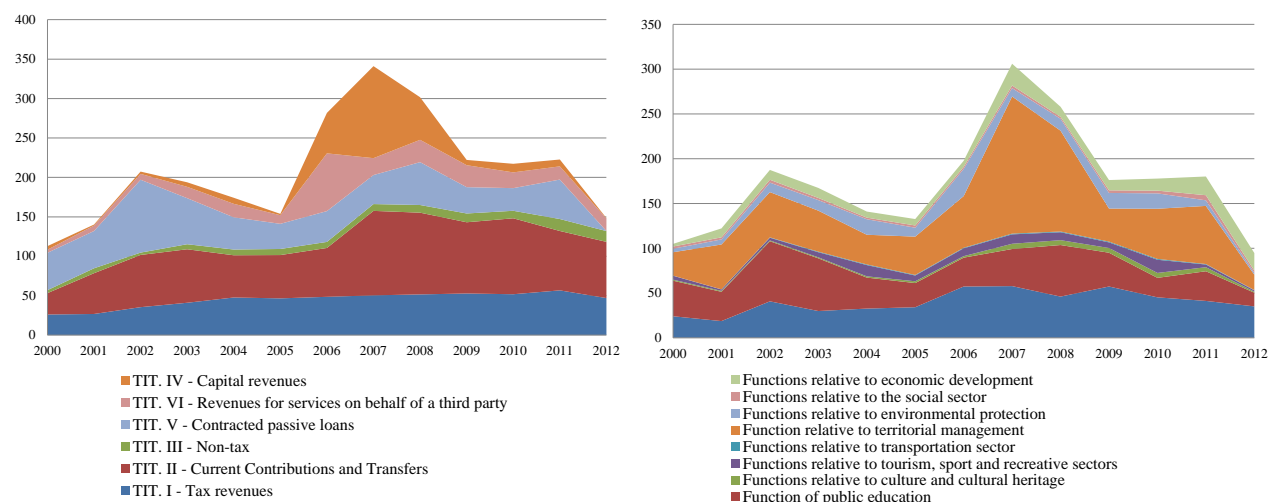 400
350
300
250
200
150
100
50
0
2000 2001 2002 2003 2004 2005 2006 2007 2008 2009 2010 2011 2012
TIT. IV - Capital revenues
TIT. VI - Revenues for services on behalf of a third party
TIT. V - Contracted passive loans
TIT. III - Non-tax
TIT. II - Current Contributions and Transfers
TIT. I - Tax revenues
350
300
250
200
150
100
50
0
2000 2001 2002 2003 2004 2005 2006 2007 2008 2009 2010 2011 2012
Functions relative to economic development
Functions relative to the social sector
Functions relative to environmental protection
Function relative to territorial management
Functions relative to transportation sector
Functions relative to tourism, sport and recreative sectors
Functions relative to culture and cultural heritage
Function of public education